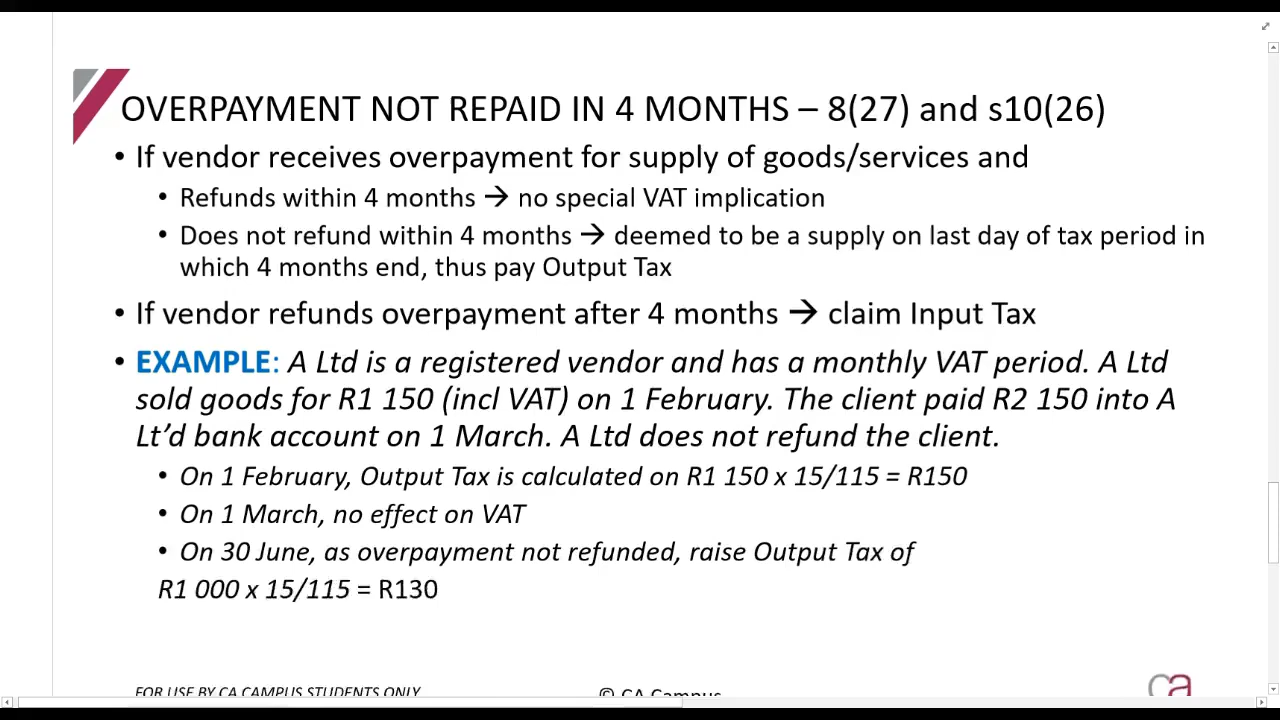 OVERPAYMENT NOT REPAID IN 4 MONTHS – 8(27) and s10(26)
• If vendor receives overpayment for supply of goods/services and
• Refunds within 4 months → no special VAT implication
• Does not refund within 4 months → deemed to be a supply on last day of tax period in
which 4 months end, thus pay Output Tax
• If vendor refunds overpayment after 4 months → claim Input Tax
• EXAMPLE: A Ltd is a registered vendor and has a monthly VAT period. A Ltd
sold goods for R1 150 (incl VAT) on 1 February. The client paid R2 150 into A
Lt’d bank account on 1 March. A Ltd does not refund the client.
• On 1 February, Output Tax is calculated on R1 150 x 15/115 = R150
• On 1 March, no effect on VAT
• On 30 June, as overpayment not refunded, raise Output Tax of
R1 000 x 15/115 = R130
FOR USE BY CA CAMPUS STUDENTS ONLY
© CA Campus
ca